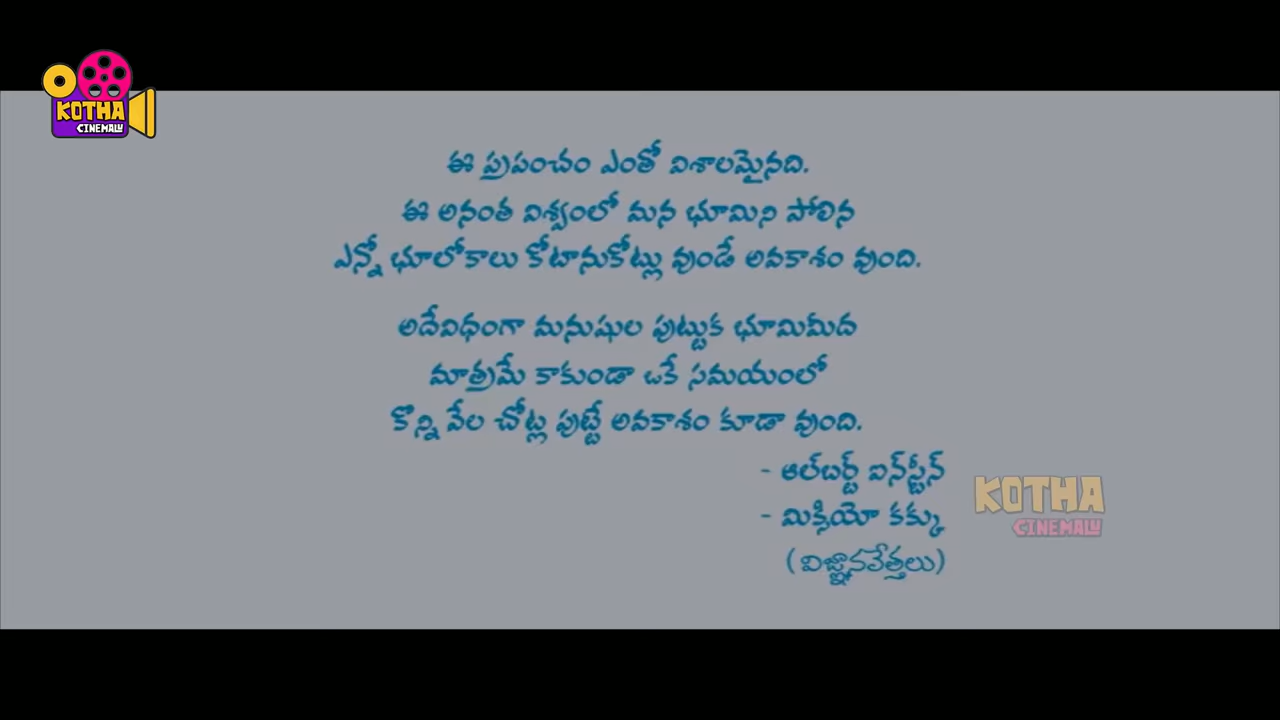 KOTHA
CINEMALU
ఈ ప్రపంచం ఎంతో విశాలమైనది.
ఈ అనంత విశ్వంలో మన భూమిని పోలిన
ఎన్నో భూలోకాలు కోటానుకోట్లు వుండే అవకాశం వుంది.
అదేవిధంగా మనుషుల పుట్టుక భూమిమీద
మాత్రమే కాకుండా ఒకే సమయంలో
కొన్ని వేల చోట్ల పుట్టే అవకాశం కూడా వుంది.
- ఆల్‌బర్ట్ ఐన్‌స్టీన్
- మిక్సియో కక్కు
(విజ్ఞానవేత్తలు)
KOTHA
CINEMALU